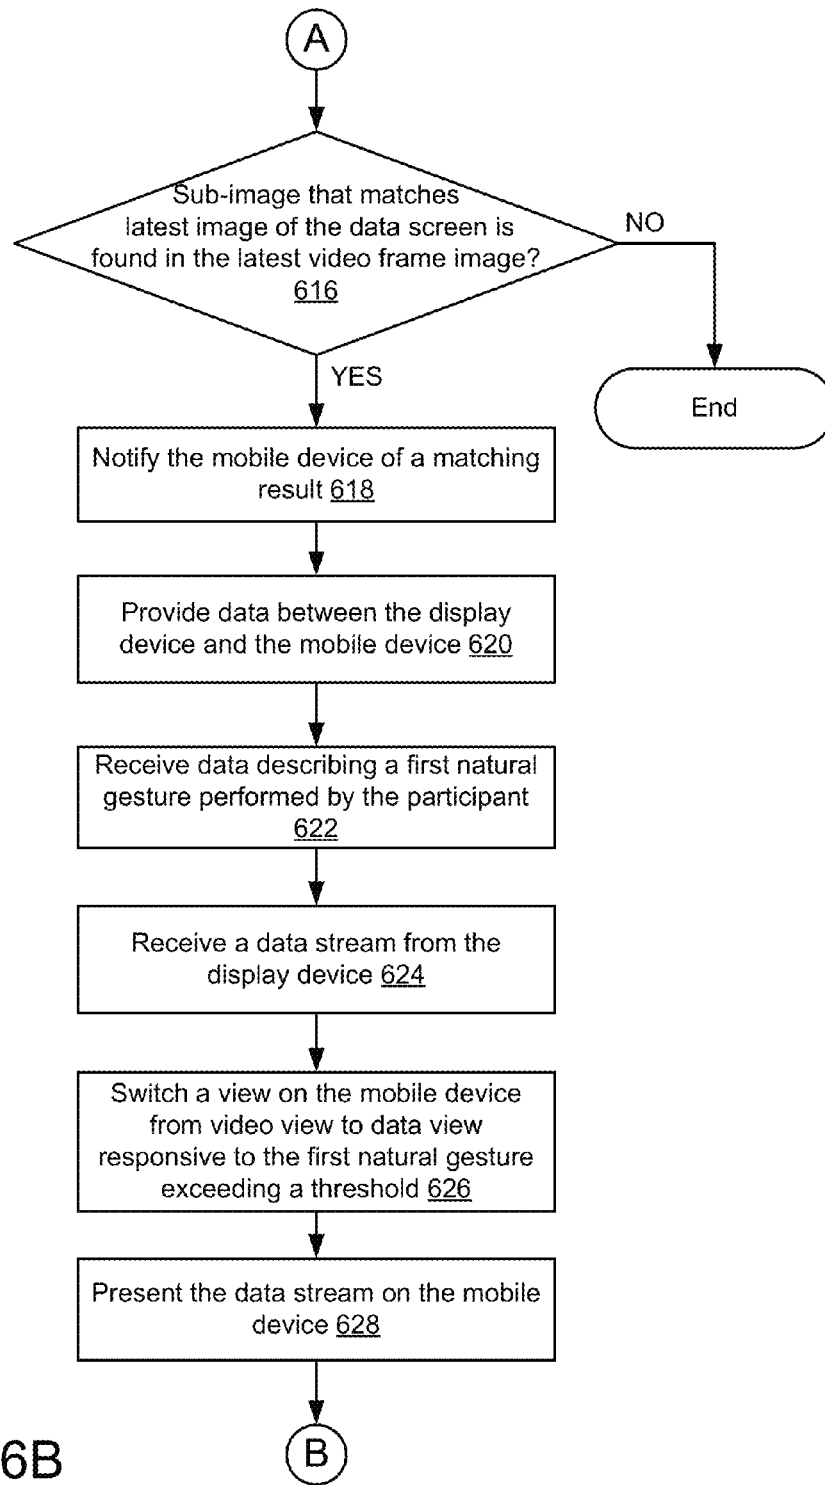 A
Sub-image that matches
latest image of the data screen is
found in the latest video frame image?
616
NO
YES
End
Notify the mobile device of a matching
result 618
Provide data between the display
device and the mobile device 620
Receive data describing a first natural
gesture performed by the participant
622
Receive a data stream from the
display device 624
Switch a view on the mobile device
from video view to data view
responsive to the first natural gesture
exceeding a threshold 626
Present the data stream on the mobile
device 628
B
6B